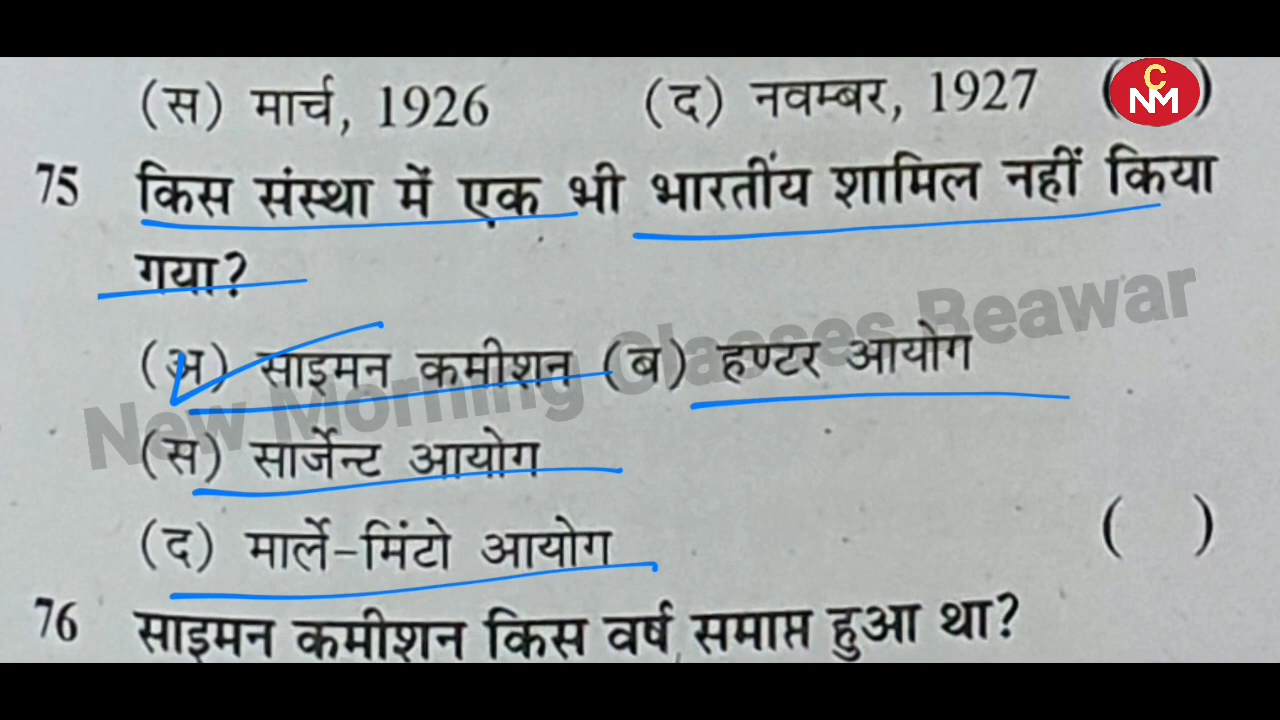 (स) मार्च, 1926 (द) नवम्बर, 1927 ( )
CNM
75 किस संस्था में एक भी भारतींय शामिल नहीं किया
गया?
(अ) साइमन कमीशन (ब) हण्टर आयोग
New Morning Classes Beawar
(स) सार्जेन्ट आयोग
(द) मार्ले-मिंटो आयोग ( )
76 साइमन कमीशन किस वर्ष समाप्त हुआ था?